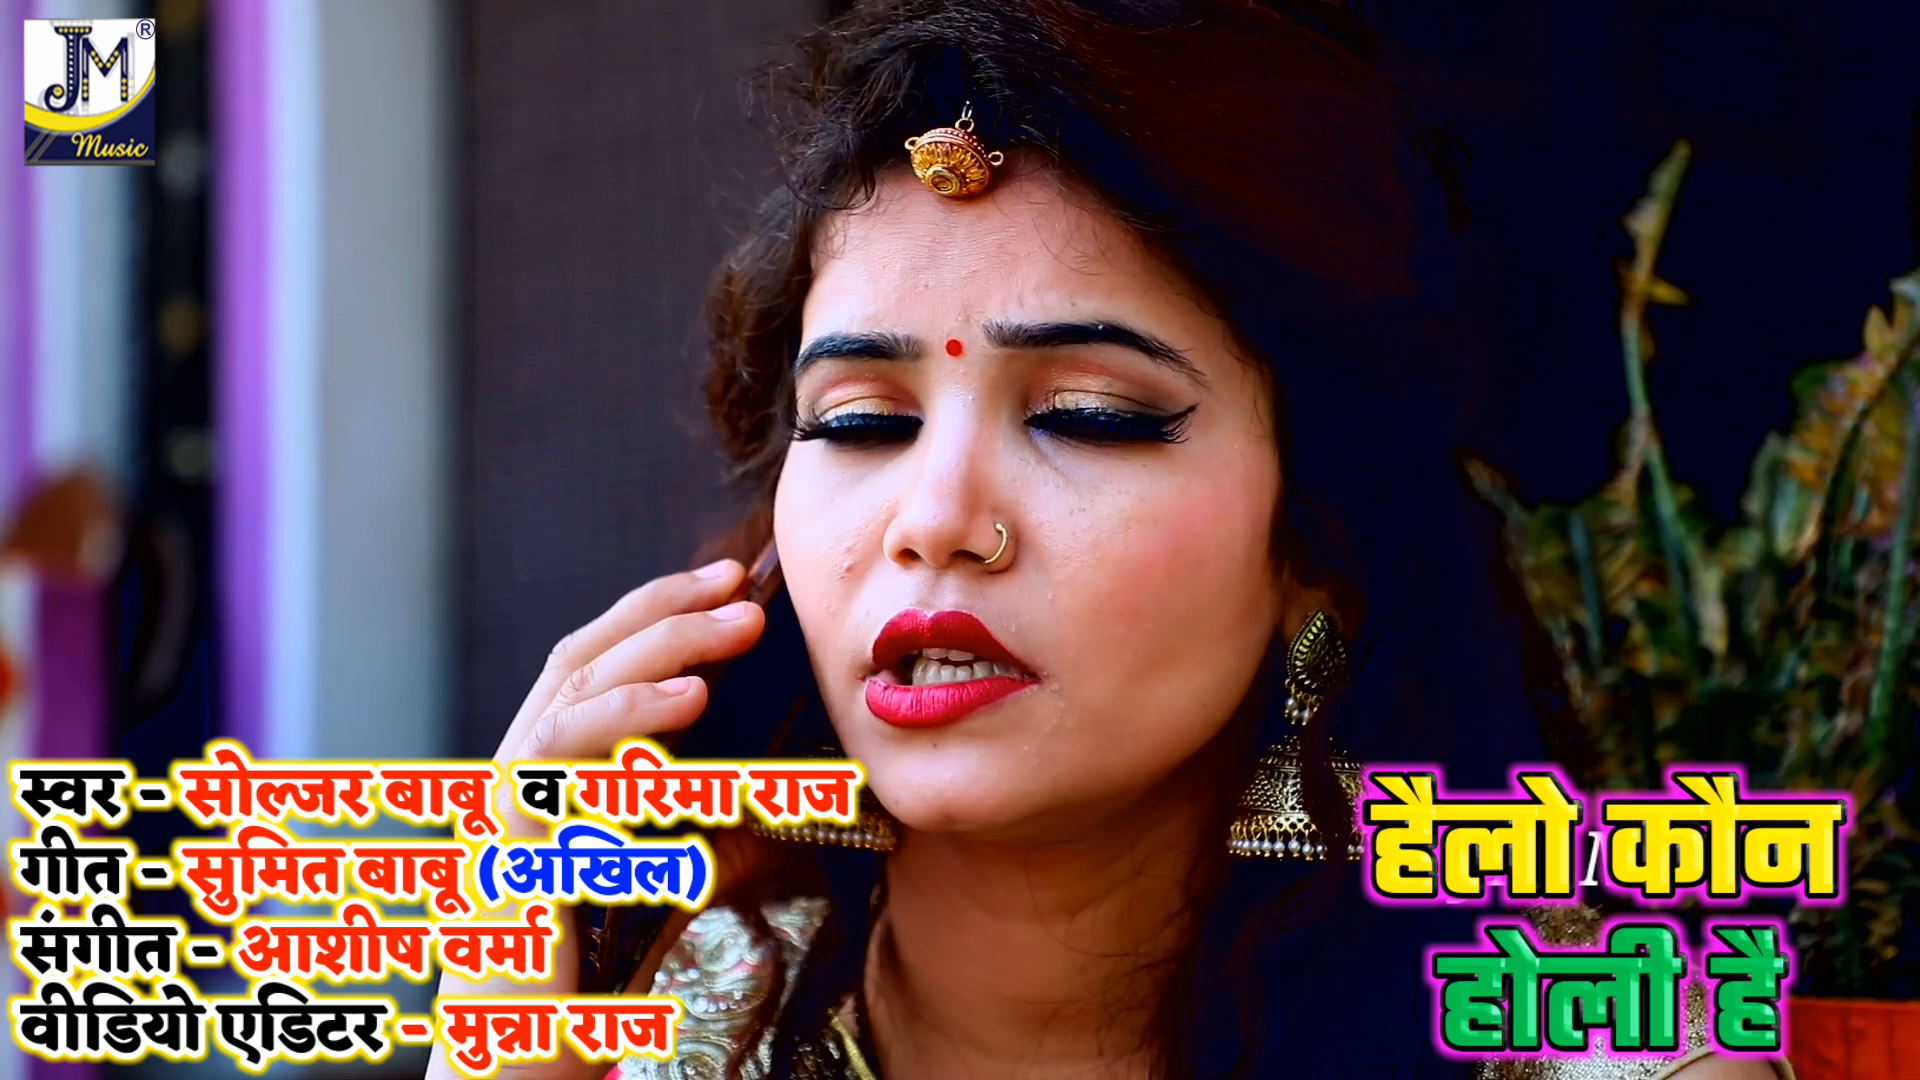 JM®
Music
स्वर - सोल्जर बाबू व गरिमा राज
गीत - सुमित बाबू (अखिल)
संगीत - आशीष वर्मा
वीडियो एडिटर - मुन्ना राज
हैलो कौन
होली है